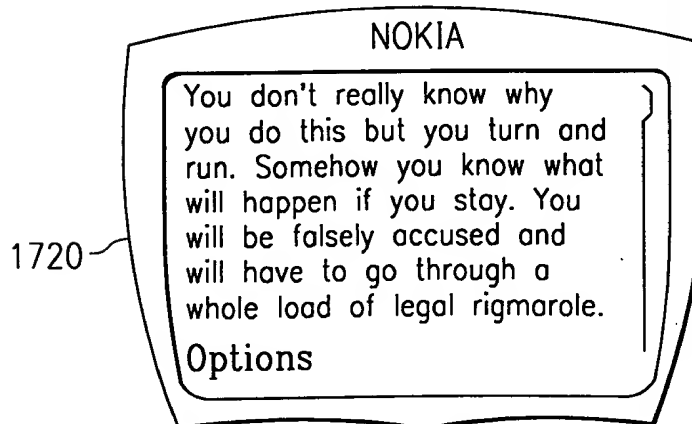 NOKIA
You don't really know why
you do this but you turn and
run. Somehow you know what
will happen if you stay. You
will be falsely accused and
will have to go through a
whole load of legal rigmarole.
Options
1720